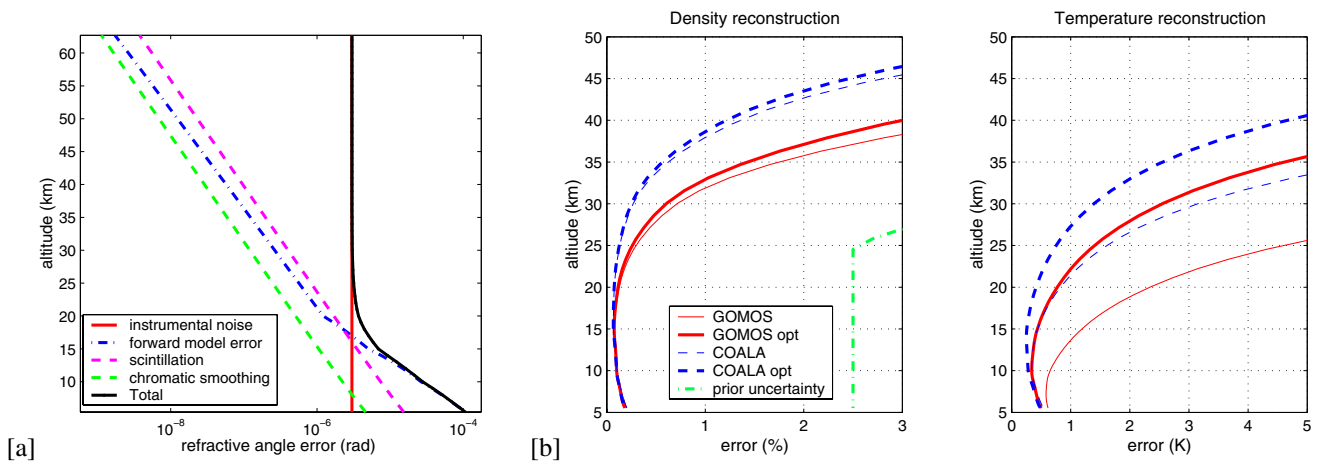 60
55
50
45
40
35
30
25
20
15
10
altitude (km)
instrumental noise
forward model error
scintillation
chromatic smoothing
Total
10⁻⁸ 10⁻⁶ 10⁻⁴
refractive angle error (rad)
[a]
Density reconstruction
50
45
40
35
30
25
20
15
10
5
altiude (km)
GOMOS
GOMOS opt
COALA
COALA opt
prior uncertainty
0 1 2 3
error (%)
[b]
Temperature reconstruction
50
45
40
35
30
25
20
15
10
5
altiude (km)
0 1 2 3 4 5
error (K)